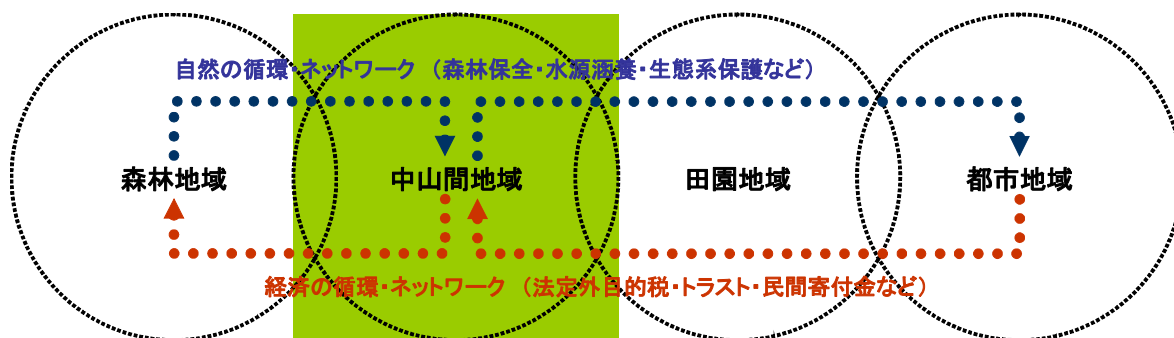 自然の循環・ネットワーク （森林保全・水源涵養・生態系保護など）
森林地域 中山間地域 田園地域 都市地域
経済の循環・ネットワーク （法定外目的税・トラスト・民間寄付金など）